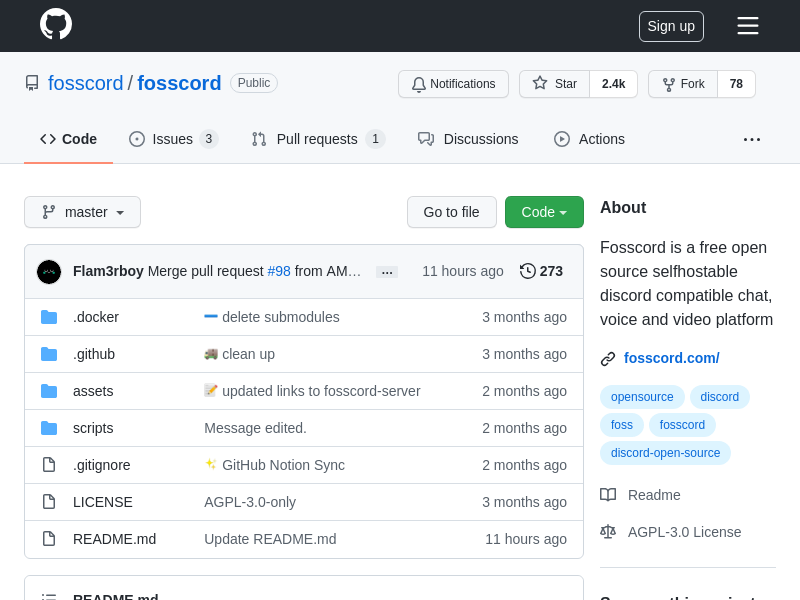 Sign up
fosscord / fosscord Public
Notifications Star 2.4k Fork 78
Code Issues 3 Pull requests 1 Discussions Actions
master Go to file Code
Flam3rboy Merge pull request #98 from AM… … 11 hours ago 273
.docker delete submodules 3 months ago
.github clean up 3 months ago
assets updated links to fosscord-server 2 months ago
scripts Message edited. 2 months ago
.gitignore GitHub Notion Sync 2 months ago
LICENSE AGPL-3.0-only 3 months ago
README.md Update README.md 11 hours ago
README.md
About
Fosscord is a free open
source selfhostable
discord compatible chat,
voice and video platform
fosscord.com/
opensource discord
foss fosscord
discord-open-source
Readme
AGPL-3.0 License